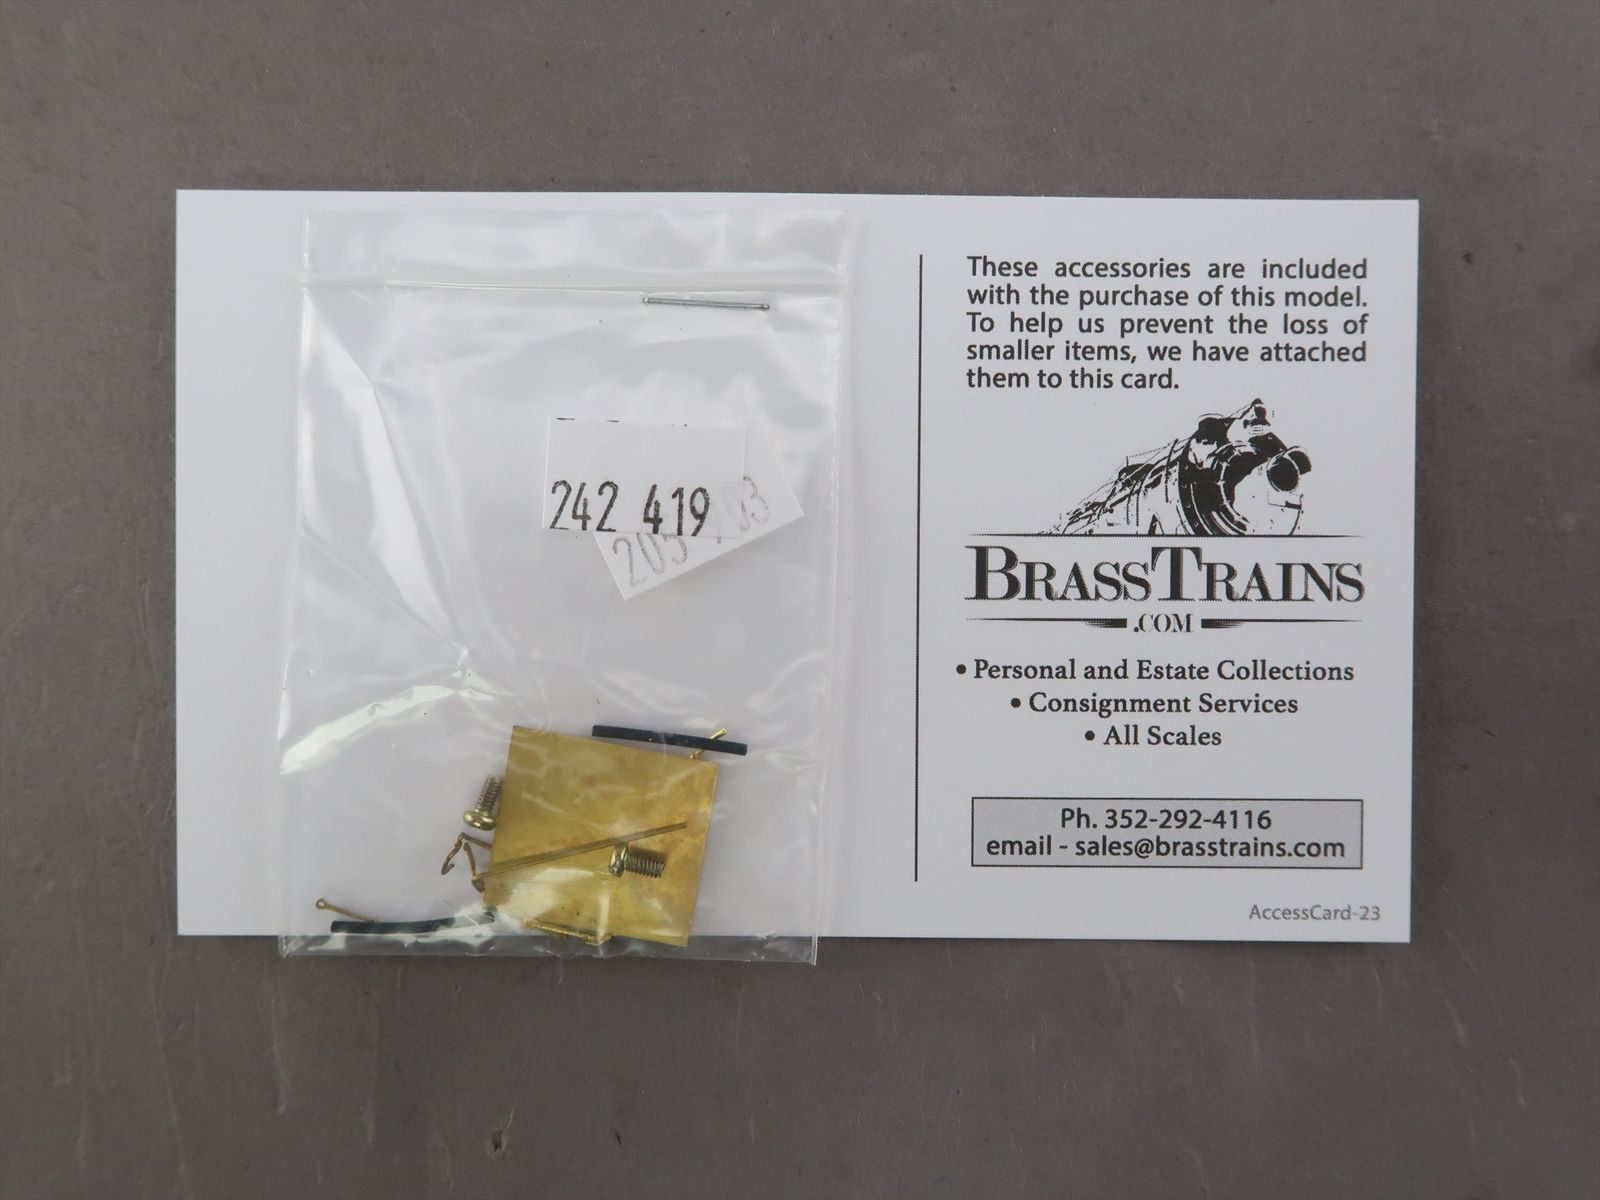 242 419
These accessories are included
with the purchase of this model.
To help us prevent the loss of
smaller items, we have attached
them to this card.
BRASSTRAINS
.COM
• Personal and Estate Collections
• Consignment Services
• All Scales
Ph. 352-292-4116
email - sales@brasstrains.com
AccessCard-23